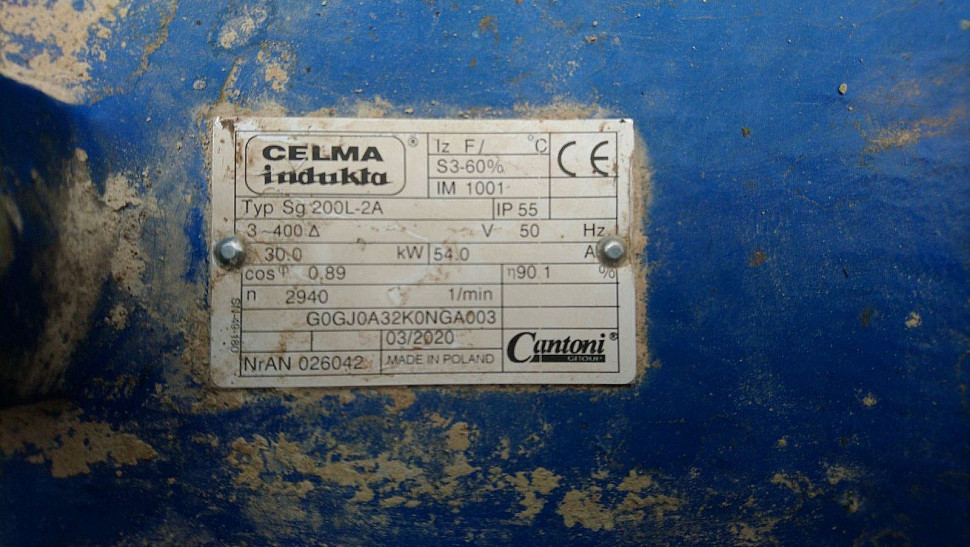 CELMA ®
indukta
Iz F/ °C
S3-60%
IM 1001
CE
Typ Sg 200L-2A IP 55
3~400 Δ V 50 Hz
30.0 kW 54.0 A
cosφ 0,89 η90.1 %
n 2940 1/min
G0GJ0A32K0NGA003
03/2020
NrAN 026042 MADE IN POLAND
Cantoni ®
GROUP